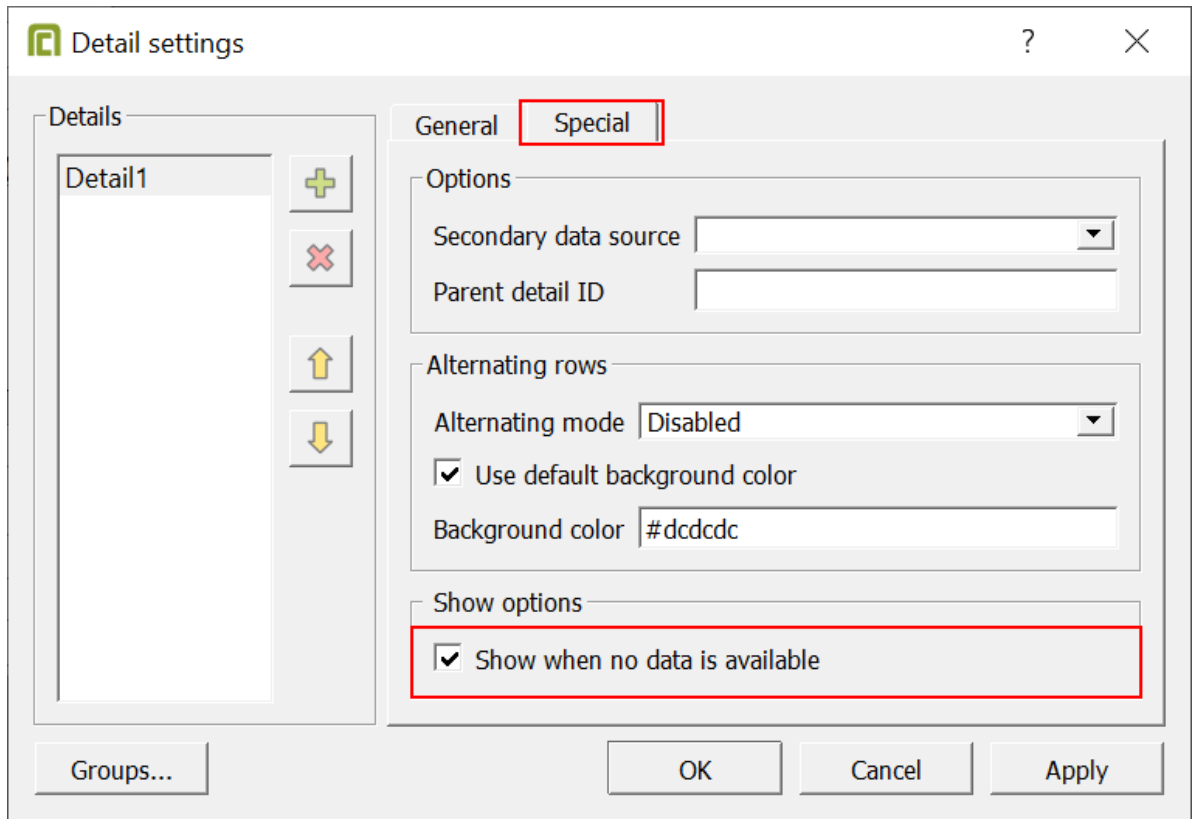 Detail settings
?
Details
General
Special
Detail1
Options
Secondary data source
Parent detail ID
Alternating rows
Alternating mode
Disabled
Use default background color
Background color
#dcdcdc
Show options
Show when no data is available
Groups...
OK
Cancel
Apply